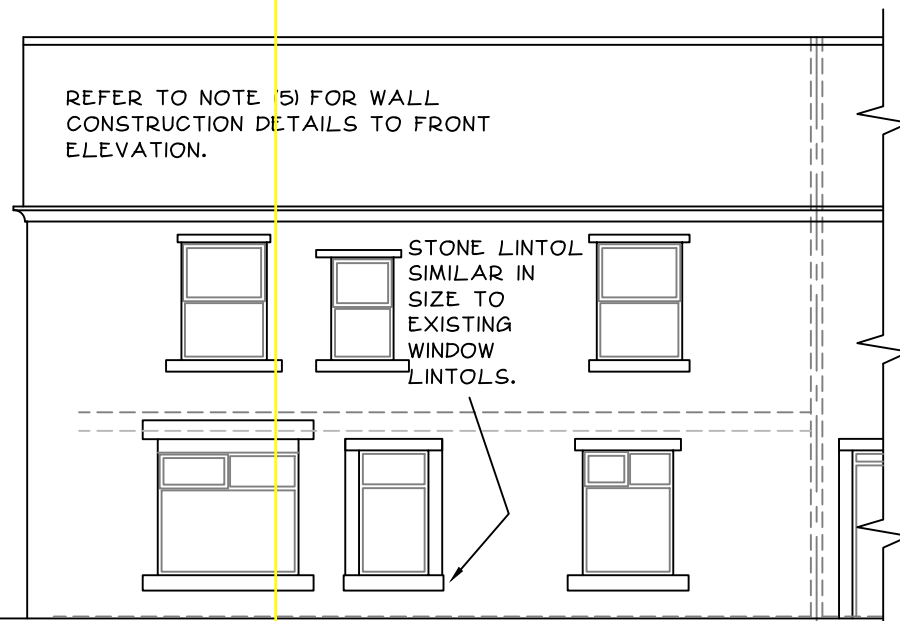 REFER TO NOTE (5) FOR WALL
CONSTRUCTION DETAILS TO FRONT
ELEVATION.
STONE LINTOL
SIMILAR IN
SIZE TO
EXISTING
WINDOW
LINTOLS.